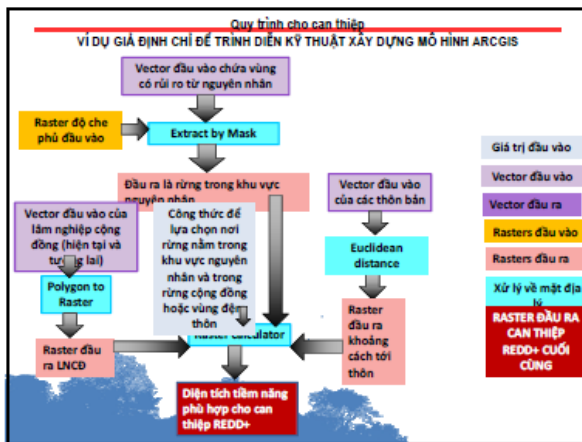 Quy trình cho can thiệp
VÍ DỤ GIẢ ĐỊNH CHỈ ĐỂ TRÌNH DIỄN KỸ THUẬT XÂY DỰNG MÔ HÌNH ARCGIS
Vector đầu vào chứa vùng
có rủi ro từ nguyên nhân
Raster độ che
phủ đầu vào
Extract by Mask
Đầu ra là rừng trong khu vực
nguyên nhân
Vector đầu vào
của các thôn bản
Vector đầu vào của
lâm nghiệp cộng
đồng (hiện tại và
tương lai)
Công thức để
lựa chọn nơi
rừng nằm trong
khu vực nguyên
nhân và trong
rừng cộng đồng
hoặc vùng đệm
thôn
Euclidean
distance
Polygon to
Raster
Raster calculator
Raster
đầu ra
khoảng
cách tới
thôn
Raster đầu
ra LNCĐ
Diện tích tiềm năng
phù hợp cho can
thiệp REDD+
Giá trị đầu vào
Vector đầu vào
Vector đầu ra
Rasters đầu vào
Rasters đầu ra
Xử lý về mặt địa
lý
RASTER ĐẦU RA
CAN THIỆP
REDD+ CUỐI
CÙNG